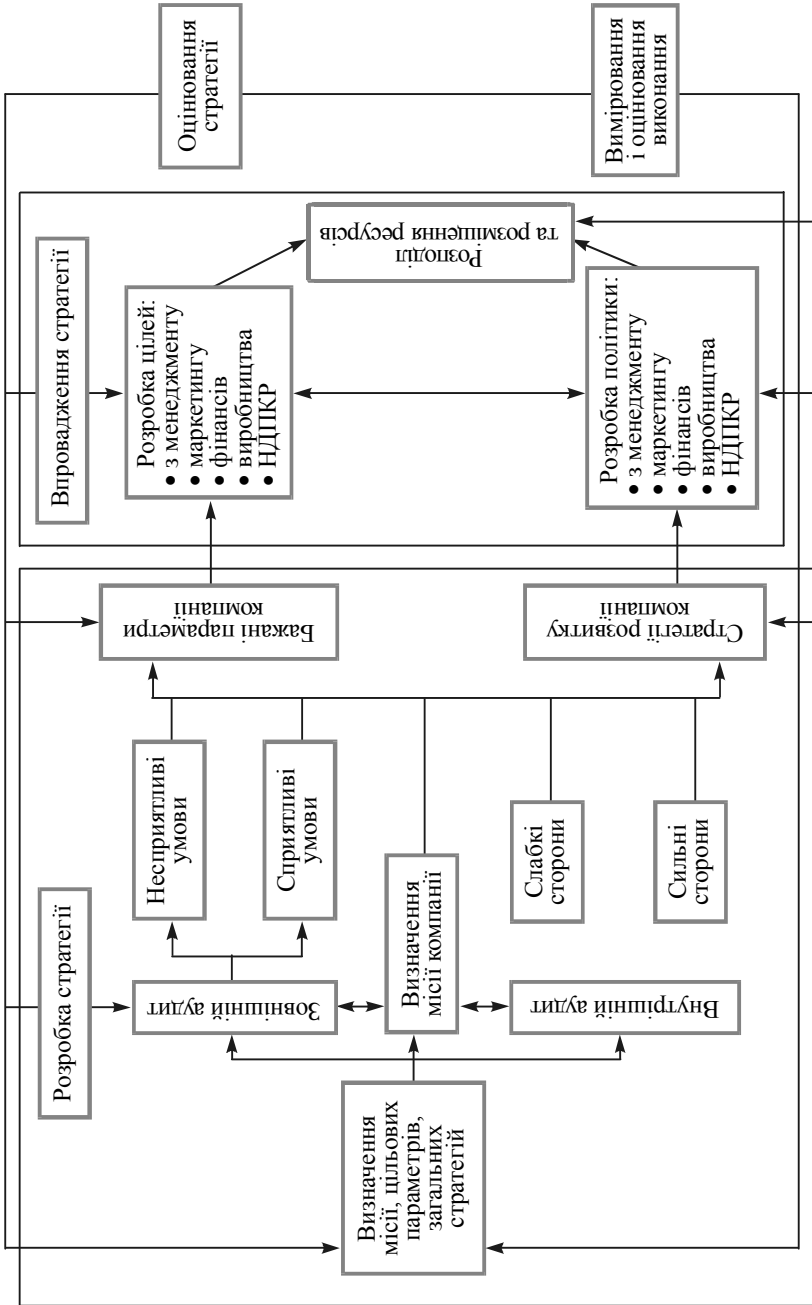 Розробка стратегії
Впровадження стратегії
Оцінювання
стратегії
Визначення
місії, цільових
параметрів,
загальних
стратегій
Зовнішній аудит
Визначення
місії компанії
Внутрішній аудит
Несприятливі
умови
Сприятливі
умови
Слабкі
сторони
Сильні
сторони
Бажані параметри
компанії
Стратегії розвитку
компанії
Розробка цілей:
• з менеджменту
• маркетингу
• фінансів
• виробництва
• НДПКР
Розробка політики:
• з менеджменту
• маркетингу
• фінансів
• виробництва
• НДПКР
Розподіл
та розміщення ресурсів
Вимірювання
і оцінювання
виконання